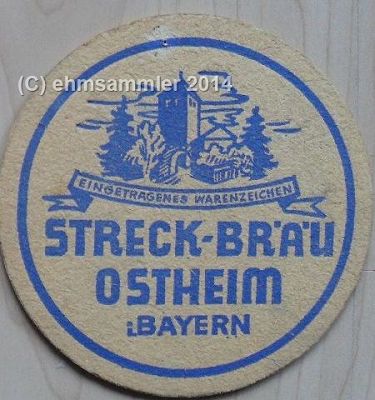 (C) ehmsammler 2014
EINGETRAGENES WARENZEICHEN
STRECK-BRÄU
OSTHEIM
i.BAYERN